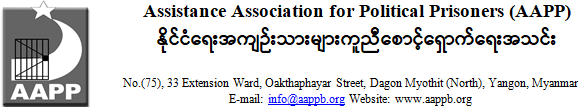 Assistance Association for Political Prisoners (AAPP)
နိုင်ငံရေးအကျဉ်းသားများကူညီစောင့်ရှောက်ရေးအသင်း
No.(75), 33 Extension Ward, Oakthaphayar Street, Dagon Myothit (North), Yangon, Myanmar
E-mail: info@aappb.org Website: www.aappb.org
AAPP